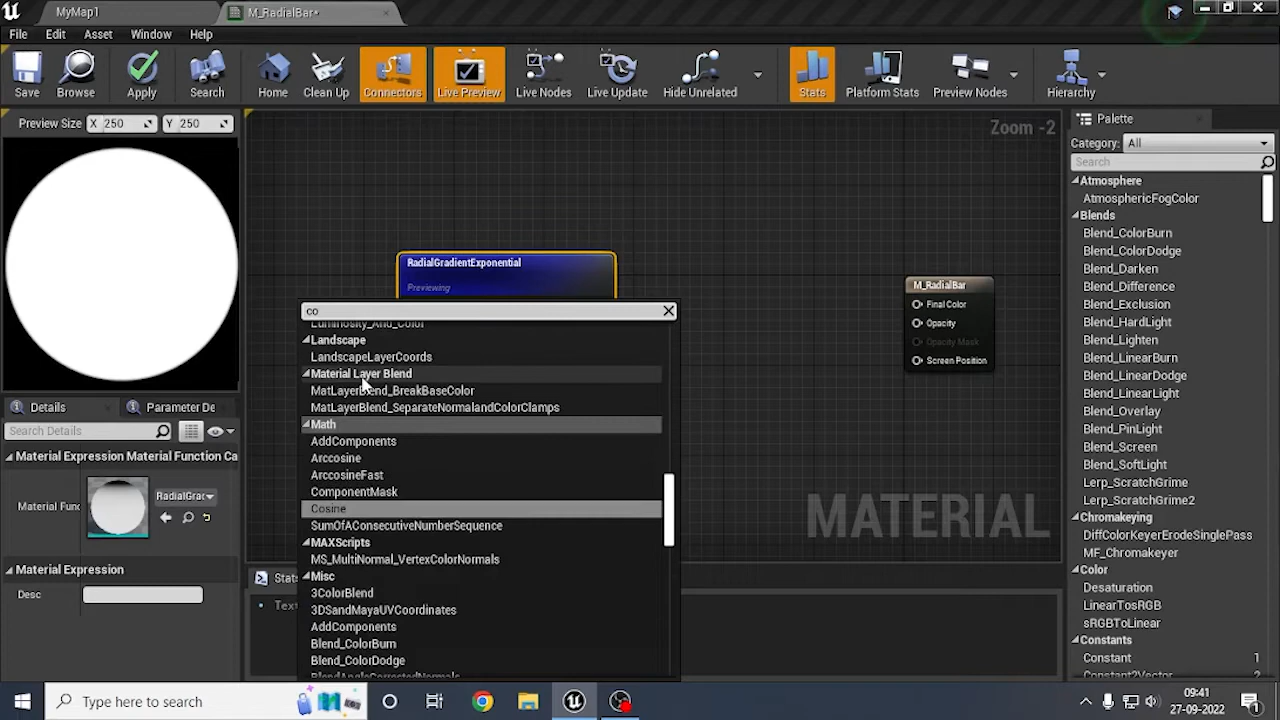 MyMap1
M_RadialBar*
File Edit Asset Window Help
Save
Browse
Apply
Search
Home
Clean Up
Connectors
Live Preview
Live Nodes
Live Update
Hide Unrelated
Stats
Platform Stats
Preview Nodes
Hierarchy
Preview Size X 250 Y 250
Zoom -2
RadialGradientExponential
Previewing
M_RadialBar
Final Color
Opacity
Opacity Mask
Screen Position
MATERIAL
co
Luminosity_And_Color
Landscape
LandscapeLayerCoords
Material Layer Blend
MatLayerBlend_BreakBaseColor
MatLayerBlend_SeparateNormalandColorClamps
Math
AddComponents
Arccosine
ArccosineFast
ComponentMask
Cosine
SumOfAConsecutiveNumberSequence
MAXScripts
MS_MultiNormal_VertexColorNormals
Misc
3ColorBlend
3DSandMayaUVCoordinates
AddComponents
Blend_ColorBurn
Blend_ColorDodge
BlendAngleCorrectedNormals
Details
Parameter De
Search Details
Material Expression Material Function Ca
Material Func
RadialGrac
Material Expression
Desc
Stats
Text
Palette
Category: All
Search
Atmosphere
AtmosphericFogColor
Blends
Blend_ColorBurn
Blend_ColorDodge
Blend_Darken
Blend_Difference
Blend_Exclusion
Blend_HardLight
Blend_Lighten
Blend_LinearBurn
Blend_LinearDodge
Blend_LinearLight
Blend_Overlay
Blend_PinLight
Blend_Screen
Blend_SoftLight
Lerp_ScratchGrime
Lerp_ScratchGrime2
Chromakeying
DiffColorKeyerErodeSinglePass
MF_Chromakeyer
Color
Desaturation
LinearTosRGB
sRGBToLinear
Constants
Constant 1
Constant2Vector
Type here to search
09:41
27-09-2022
1